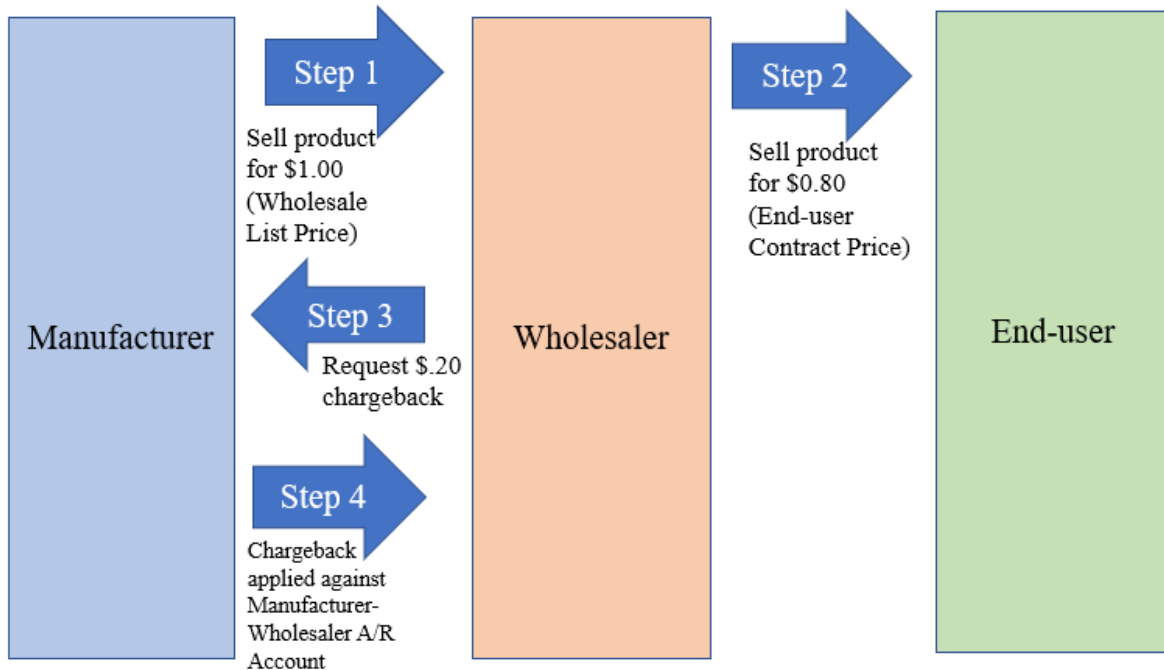 Step 1
Sell product
for $1.00
(Wholesale
List Price)
Step 2
Sell product
for $0.80
(End-user
Contract Price)
Manufacturer
Step 3
Request $.20
chargeback
Wholesaler
End-user
Step 4
Chargeback
applied against
Manufacturer-
Wholesaler A/R
Account